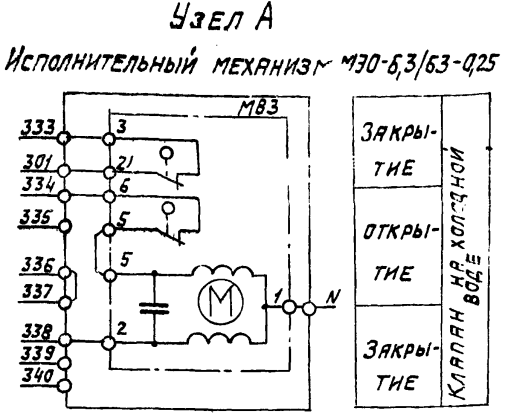 Узел А
Исполнительный механизм МЭО-6,3/63-0,25
МВЗ
333 3
301 2
334 6
335 5
336 5
337
338 2
339
340
М
1 N
Закры-
тие
Откры-
тие
Закры-
тие
Клапан на холодной
воде